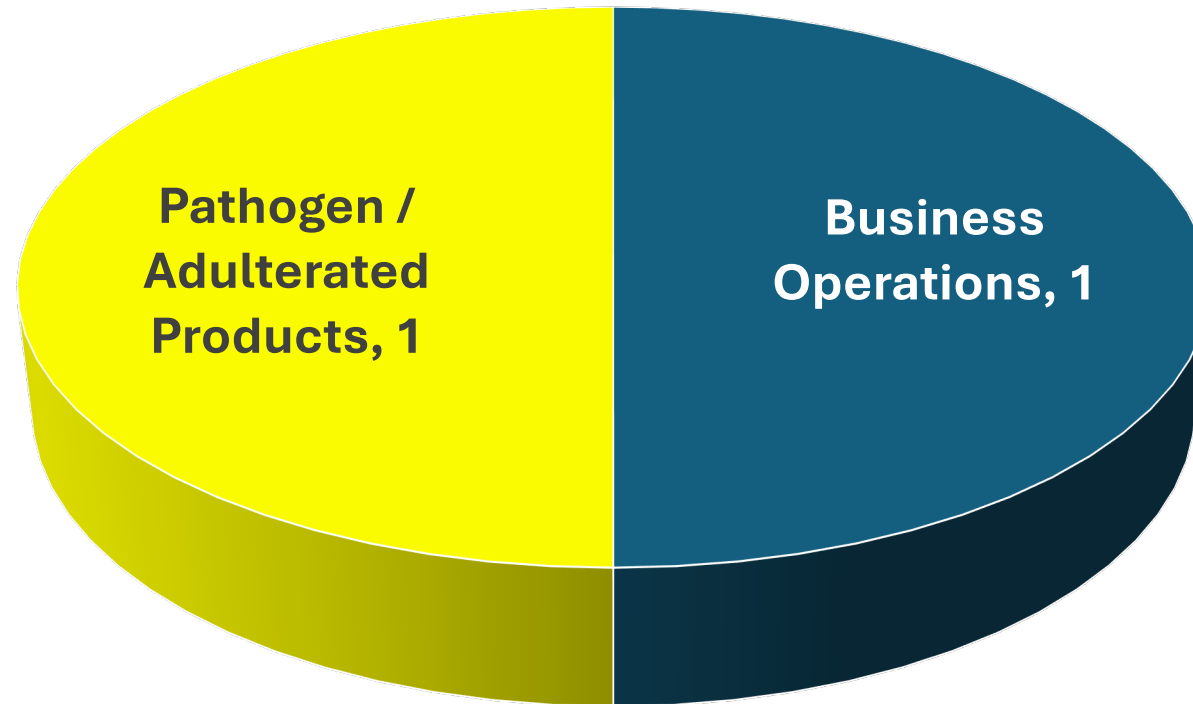 Pathogen /
Adulterated
Products, 1
Business
Operations, 1